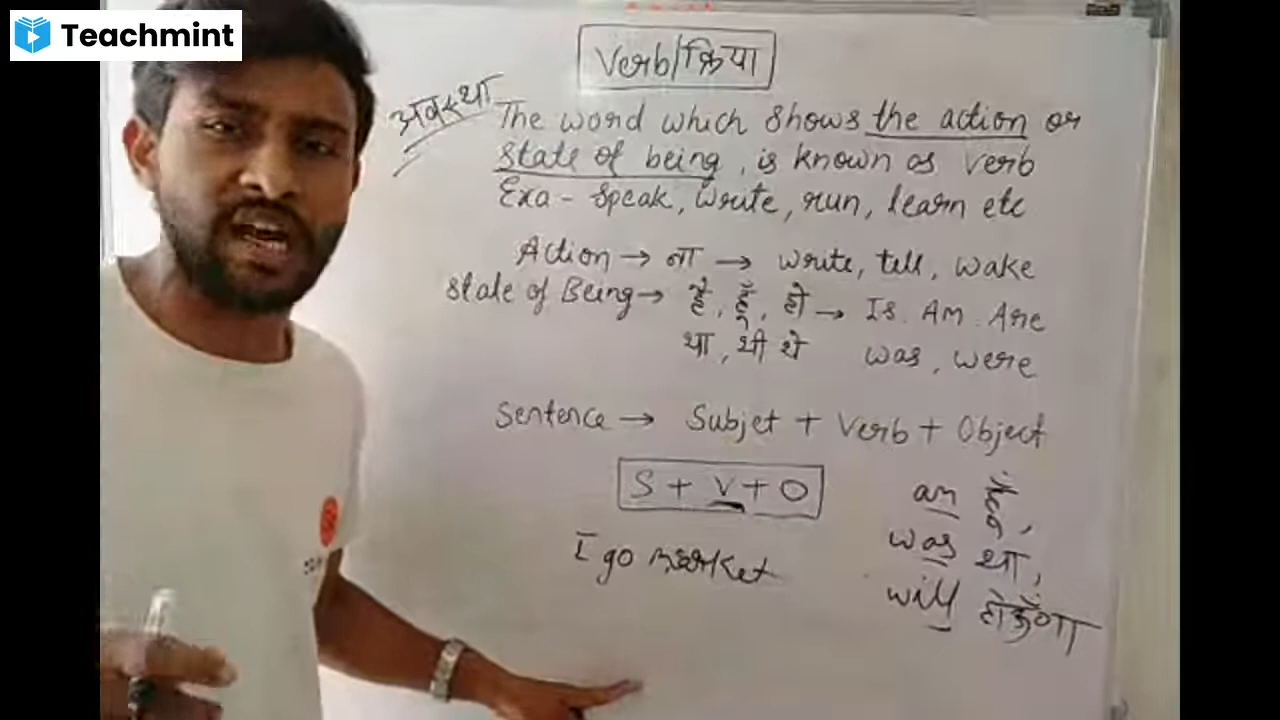 Teachmint
Verb/क्रिया
अवस्था
The word which shows the action or
state of being, is known as verb
Exa - Speak, write, run, learn etc
Action → ना → write, tell, wake
State of Being → है, हूँ, हो → Is. Am. Are
था, थी थे was, were
Sentence → Subjet + Verb + Object
S + V + O
I go market
am हूँ,
was था,
will होऊँगा